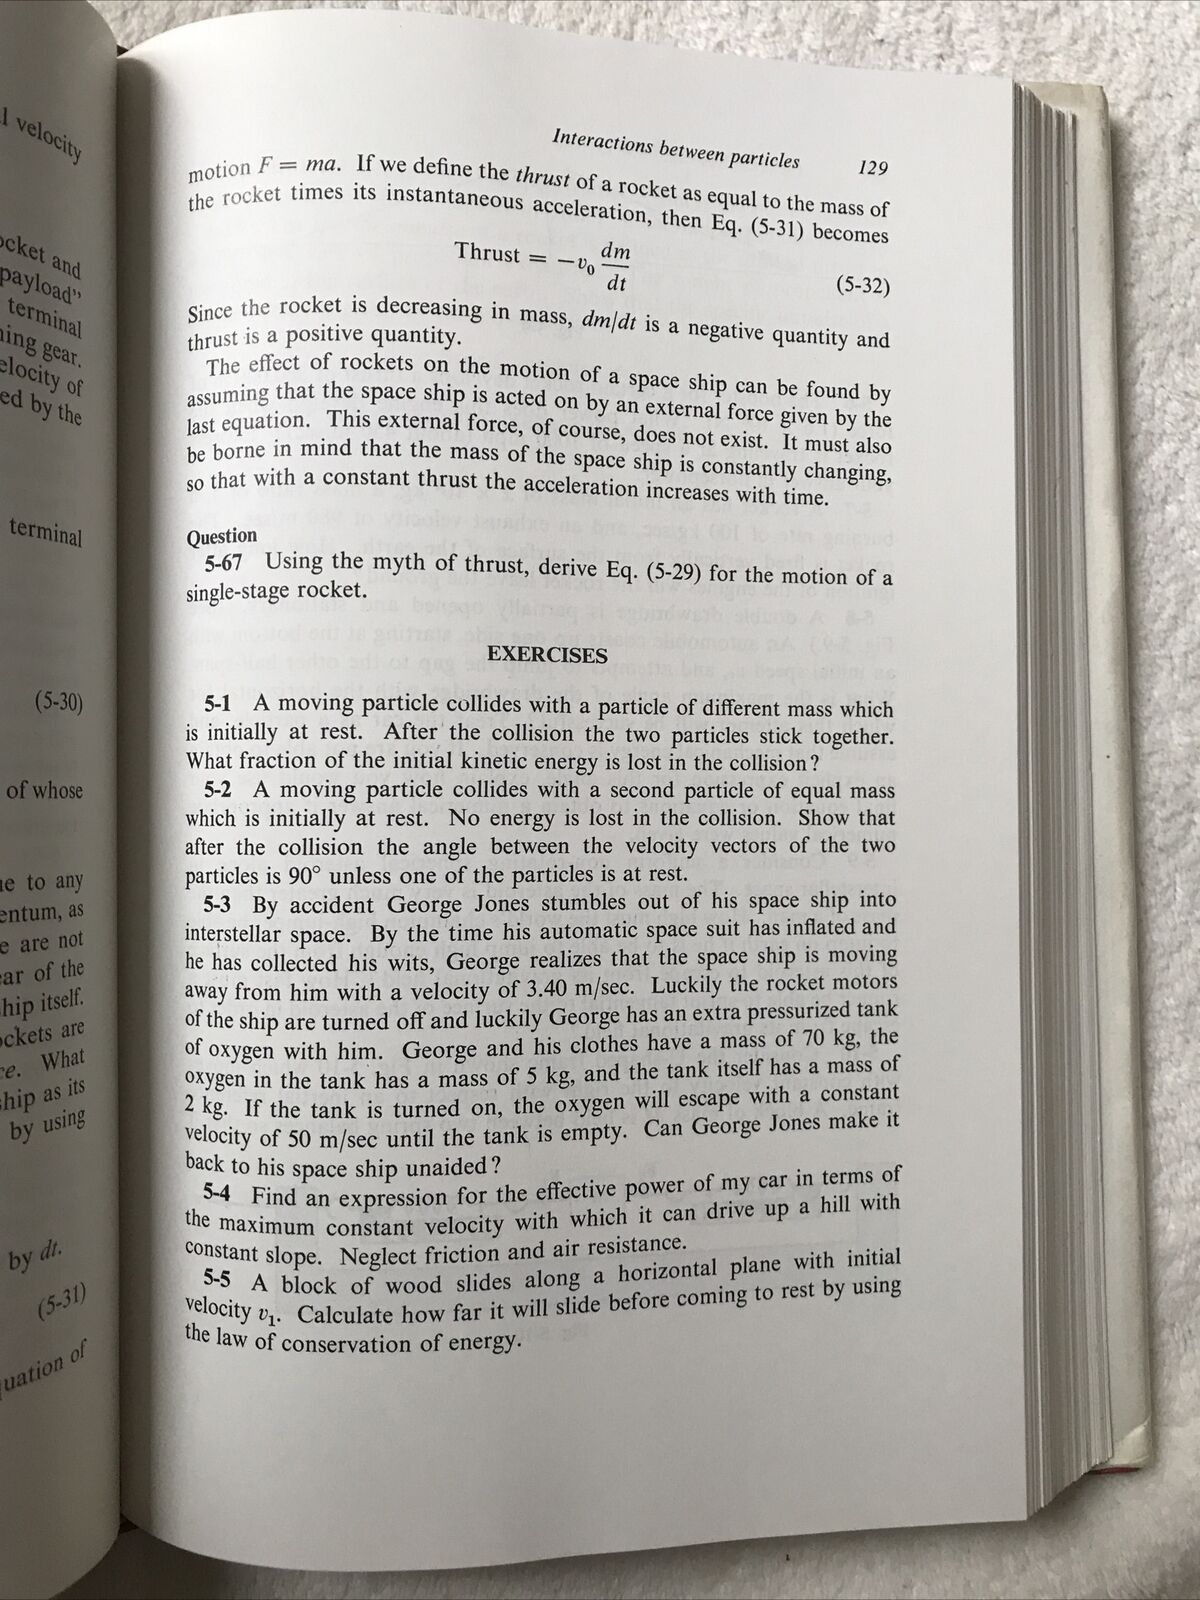 l velocity
ocket and
payload”
terminal
ning gear.
elocity of
ed by the
terminal
(5-30)
of whose
ue to any
entum, as
e are not
ear of the
hip itself.
ockets are
ce. What
ship as its
by using
by dt.
(5-31)
quation of
Interactions between particles 129
motion F = ma. If we define the thrust of a rocket as equal to the mass of
the rocket times its instantaneous acceleration, then Eq. (5-31) becomes
Thrust = −v₀ dm/dt (5-32)
Since the rocket is decreasing in mass, dm/dt is a negative quantity and
thrust is a positive quantity.
The effect of rockets on the motion of a space ship can be found by
assuming that the space ship is acted on by an external force given by the
last equation. This external force, of course, does not exist. It must also
be borne in mind that the mass of the space ship is constantly changing,
so that with a constant thrust the acceleration increases with time.
Question
5-67 Using the myth of thrust, derive Eq. (5-29) for the motion of a
single-stage rocket.
EXERCISES
5-1 A moving particle collides with a particle of different mass which
is initially at rest. After the collision the two particles stick together.
What fraction of the initial kinetic energy is lost in the collision?
5-2 A moving particle collides with a second particle of equal mass
which is initially at rest. No energy is lost in the collision. Show that
after the collision the angle between the velocity vectors of the two
particles is 90° unless one of the particles is at rest.
5-3 By accident George Jones stumbles out of his space ship into
interstellar space. By the time his automatic space suit has inflated and
he has collected his wits, George realizes that the space ship is moving
away from him with a velocity of 3.40 m/sec. Luckily the rocket motors
of the ship are turned off and luckily George has an extra pressurized tank
of oxygen with him. George and his clothes have a mass of 70 kg, the
oxygen in the tank has a mass of 5 kg, and the tank itself has a mass of
2 kg. If the tank is turned on, the oxygen will escape with a constant
velocity of 50 m/sec until the tank is empty. Can George Jones make it
back to his space ship unaided?
5-4 Find an expression for the effective power of my car in terms of
the maximum constant velocity with which it can drive up a hill with
constant slope. Neglect friction and air resistance.
5-5 A block of wood slides along a horizontal plane with initial
velocity v₁. Calculate how far it will slide before coming to rest by using
the law of conservation of energy.